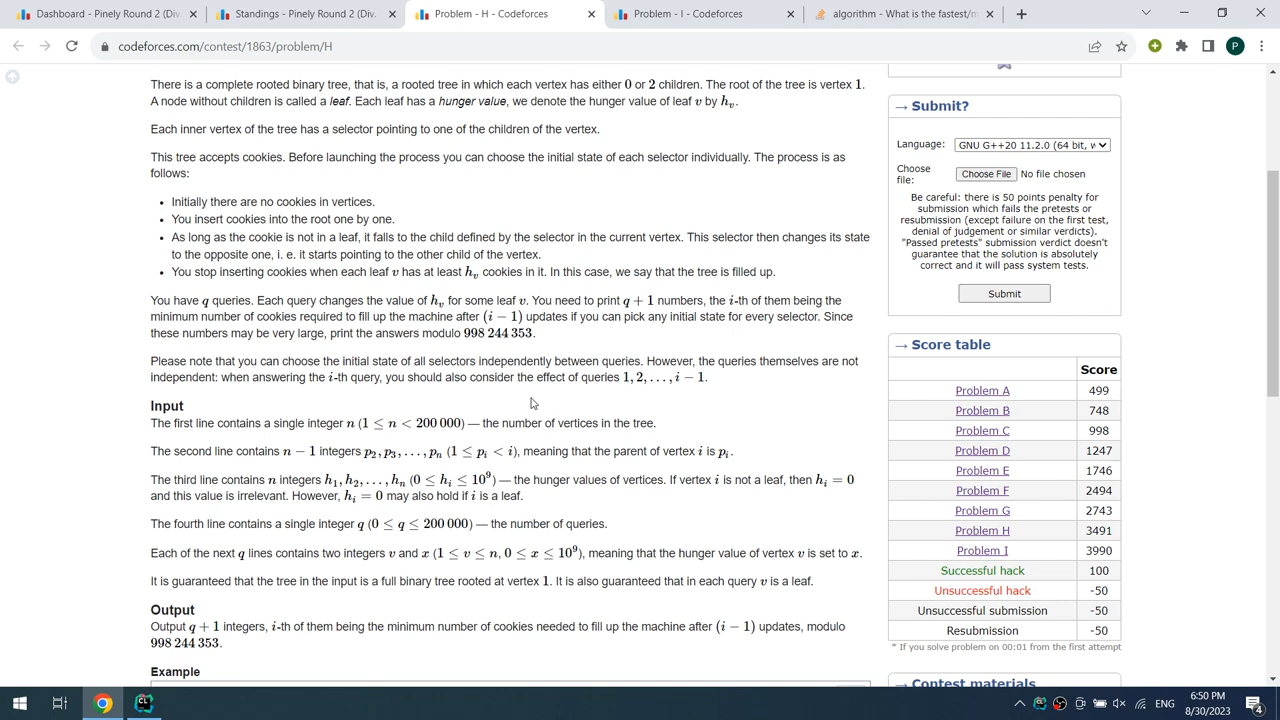 Dashboard - Pinely Round 2 (Div.
Standings - Pinely Round 2 (Div.
Problem - H - Codeforces
Problem - I - Codeforces
algorithm - What is the fastest/m
codeforces.com/contest/1863/problem/H
P
There is a complete rooted binary tree, that is, a rooted tree in which each vertex has either 0 or 2 children. The root of the tree is vertex 1.
A node without children is called a leaf. Each leaf has a hunger value, we denote the hunger value of leaf v by h_v.
Each inner vertex of the tree has a selector pointing to one of the children of the vertex.
This tree accepts cookies. Before launching the process you can choose the initial state of each selector individually. The process is as
follows:
• Initially there are no cookies in vertices.
• You insert cookies into the root one by one.
• As long as the cookie is not in a leaf, it falls to the child defined by the selector in the current vertex. This selector then changes its state
to the opposite one, i. e. it starts pointing to the other child of the vertex.
• You stop inserting cookies when each leaf v has at least h_v cookies in it. In this case, we say that the tree is filled up.
You have q queries. Each query changes the value of h_v for some leaf v. You need to print q + 1 numbers, the i-th of them being the
minimum number of cookies required to fill up the machine after (i − 1) updates if you can pick any initial state for every selector. Since
these numbers may be very large, print the answers modulo 998 244 353.
Please note that you can choose the initial state of all selectors independently between queries. However, the queries themselves are not
independent: when answering the i-th query, you should also consider the effect of queries 1, 2, . . . , i − 1.
Input
The first line contains a single integer n (1 ≤ n < 200 000) — the number of vertices in the tree.
The second line contains n − 1 integers p_2, p_3, . . . , p_n (1 ≤ p_i < i), meaning that the parent of vertex i is p_i.
The third line contains n integers h_1, h_2, . . . , h_n (0 ≤ h_i ≤ 10^9) — the hunger values of vertices. If vertex i is not a leaf, then h_i = 0
and this value is irrelevant. However, h_i = 0 may also hold if i is a leaf.
The fourth line contains a single integer q (0 ≤ q ≤ 200 000) — the number of queries.
Each of the next q lines contains two integers v and x (1 ≤ v ≤ n, 0 ≤ x ≤ 10^9), meaning that the hunger value of vertex v is set to x.
It is guaranteed that the tree in the input is a full binary tree rooted at vertex 1. It is also guaranteed that in each query v is a leaf.
Output
Output q + 1 integers, i-th of them being the minimum number of cookies needed to fill up the machine after (i − 1) updates, modulo
998 244 353.
Example
→ Submit?
Language: GNU G++20 11.2.0 (64 bit, w
Choose file: Choose File No file chosen
Be careful: there is 50 points penalty for
submission which fails the pretests or
resubmission (except failure on the first test,
denial of judgement or similar verdicts).
"Passed pretests" submission verdict doesn't
guarantee that the solution is absolutely
correct and it will pass system tests.
Submit
→ Score table
Score
Problem A 499
Problem B 748
Problem C 998
Problem D 1247
Problem E 1746
Problem F 2494
Problem G 2743
Problem H 3491
Problem I 3990
Successful hack 100
Unsuccessful hack -50
Unsuccessful submission -50
Resubmission -50
* If you solve problem on 00:01 from the first attempt
→ Contest materials
ENG
6:50 PM
8/30/2023
4